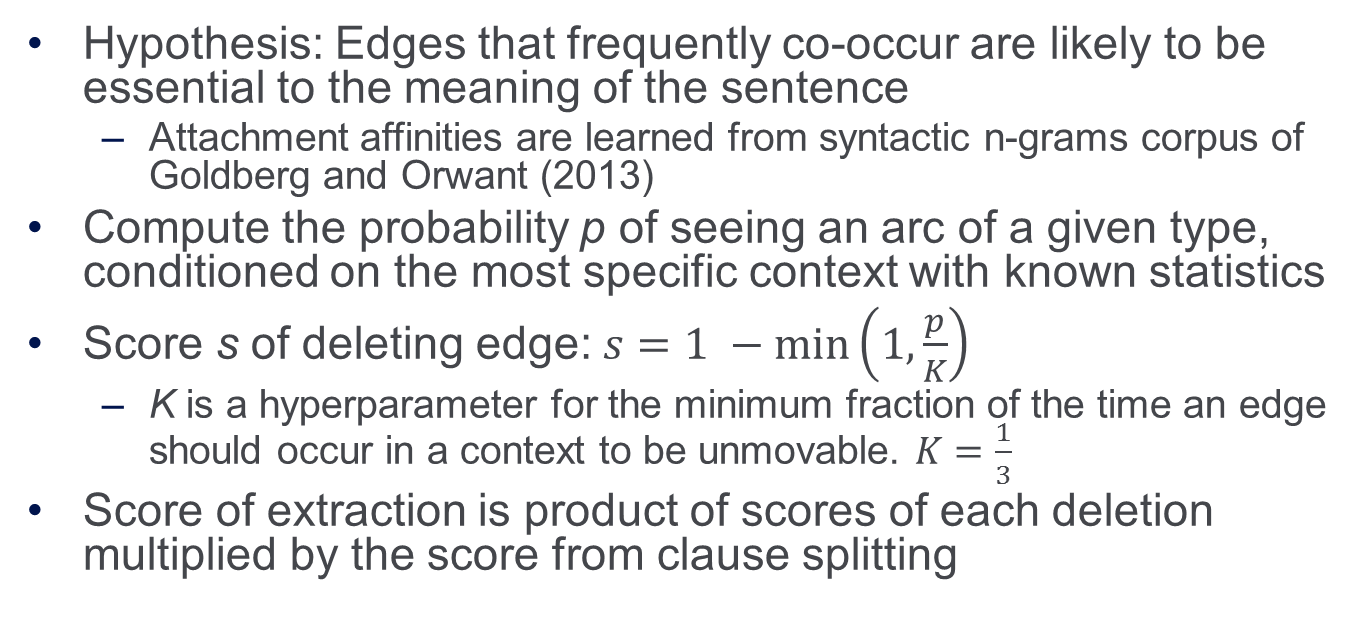 • Hypothesis: Edges that frequently co-occur are likely to be
essential to the meaning of the sentence
– Attachment affinities are learned from syntactic n-grams corpus of
Goldberg and Orwant (2013)
• Compute the probability p of seeing an arc of a given type,
conditioned on the most specific context with known statistics
• Score s of deleting edge: s = 1 − min(1, p/K)
– K is a hyperparameter for the minimum fraction of the time an edge
should occur in a context to be unmovable. K = 1/3
• Score of extraction is product of scores of each deletion
multiplied by the score from clause splitting